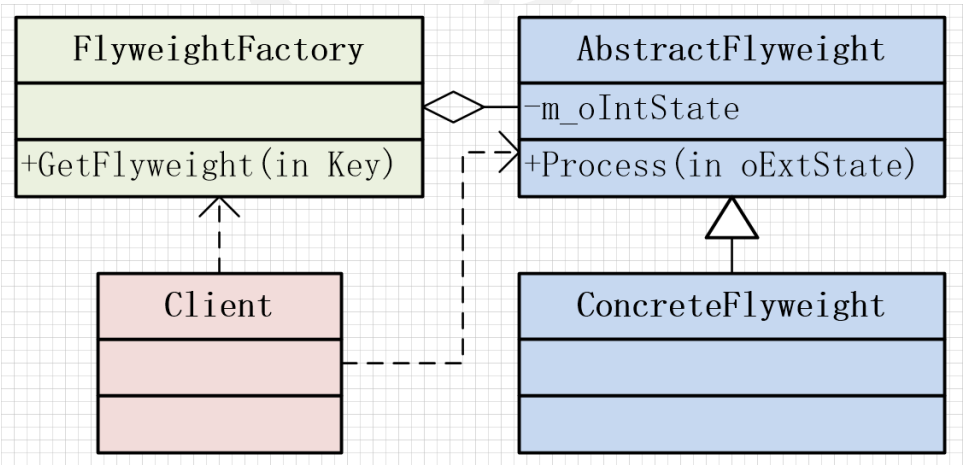 FlyweightFactory
+GetFlyweight(in Key)
AbstractFlyweight
-m_oIntState
+Process(in oExtState)
Client
ConcreteFlyweight